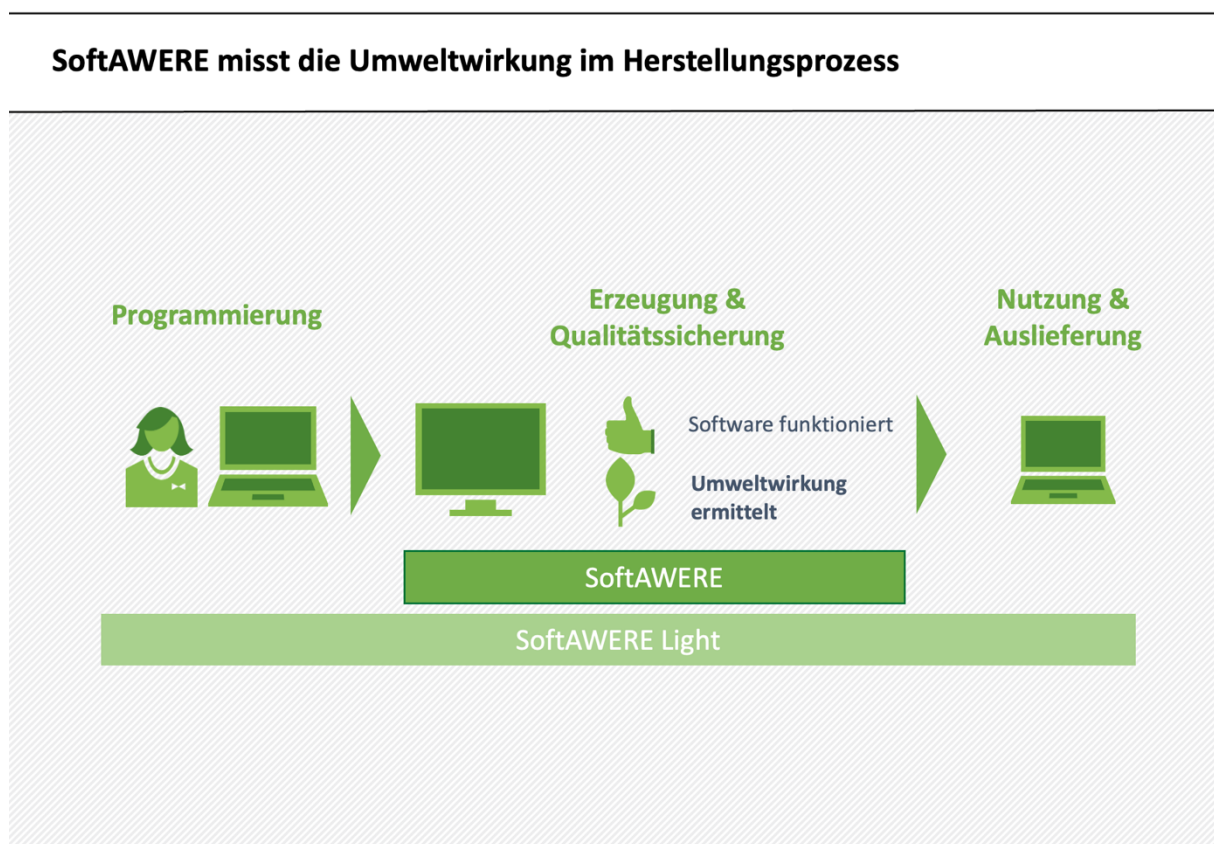 SoftAWERE misst die Umweltwirkung im Herstellungsprozess
Programmierung
Erzeugung &
Qualitätssicherung
Nutzung &
Auslieferung
Software funktioniert
Umweltwirkung
ermittelt
SoftAWERE
SoftAWERE Light